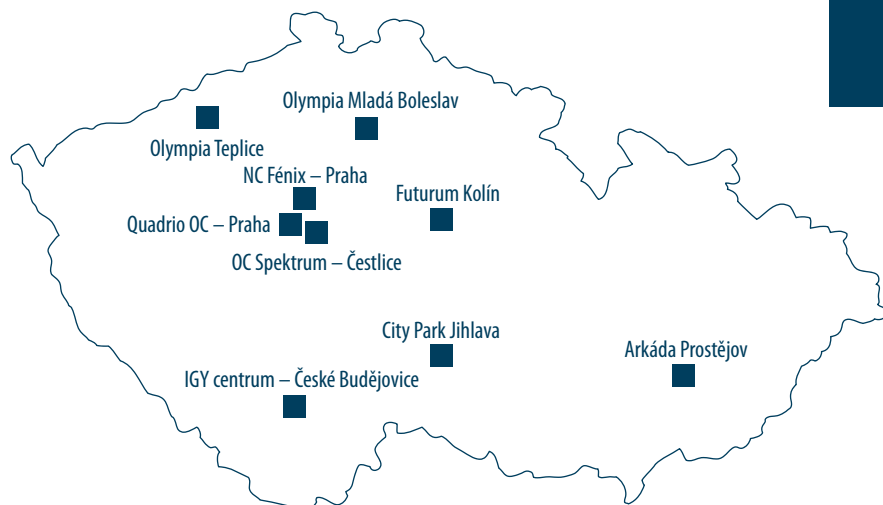 Olympia Mladá Boleslav
Olympia Teplice
NC Fénix – Praha
Futurum Kolín
Quadrio OC – Praha
OC Spektrum – Čestlice
City Park Jihlava
Arkáda Prostějov
IGY centrum – České Budějovice